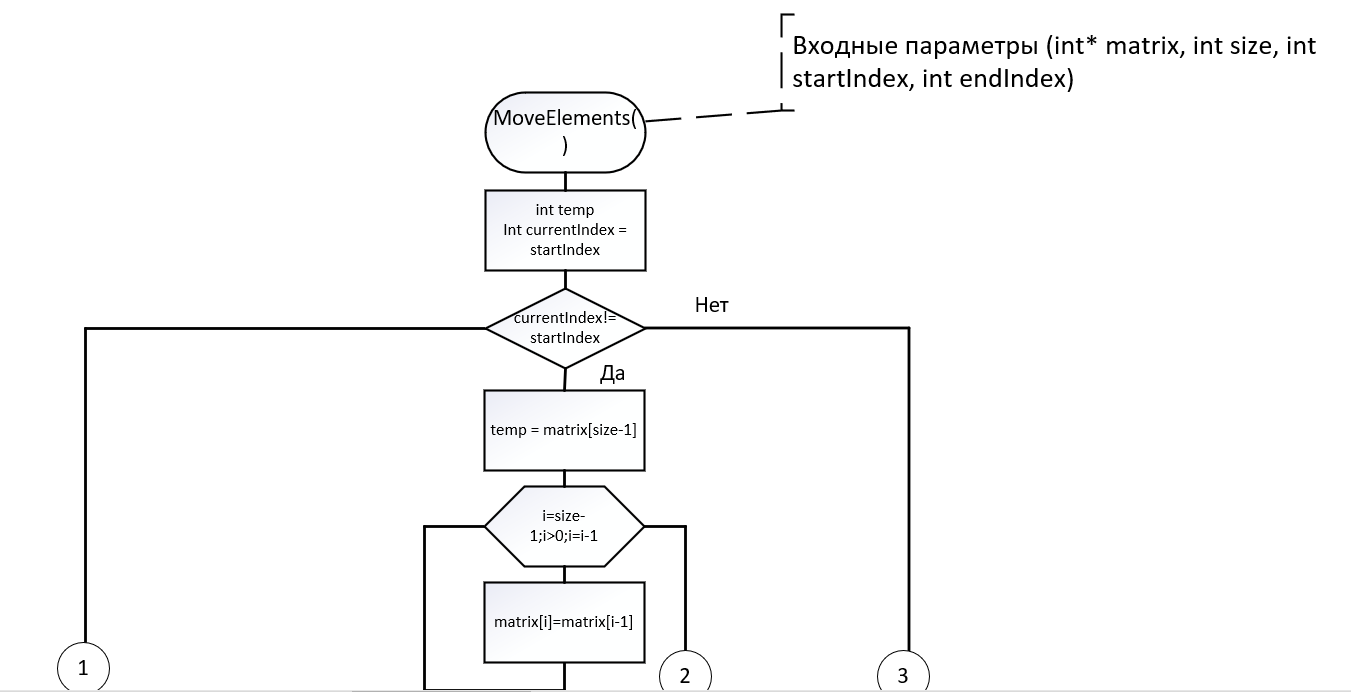 Входные параметры (int* matrix, int size, int
startIndex, int endIndex)
MoveElements(
)
int temp
Int currentIndex =
startIndex
Нет
currentIndex!=
startIndex
Да
temp = matrix[size-1]
i=size-
1;i>0;i=i-1
matrix[i]=matrix[i-1]
1
2
3